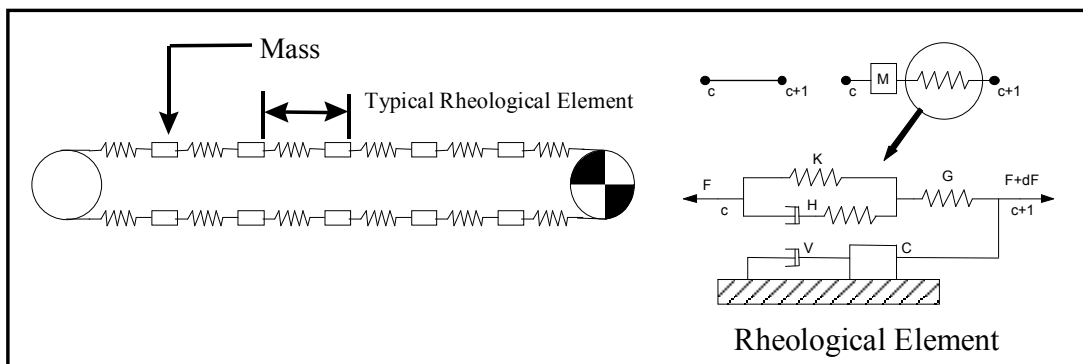 Mass
Typical Rheological Element
c
c+1
c
M
c+1
K
G
F
c
H
F+dF
c+1
V
C
Rheological Element